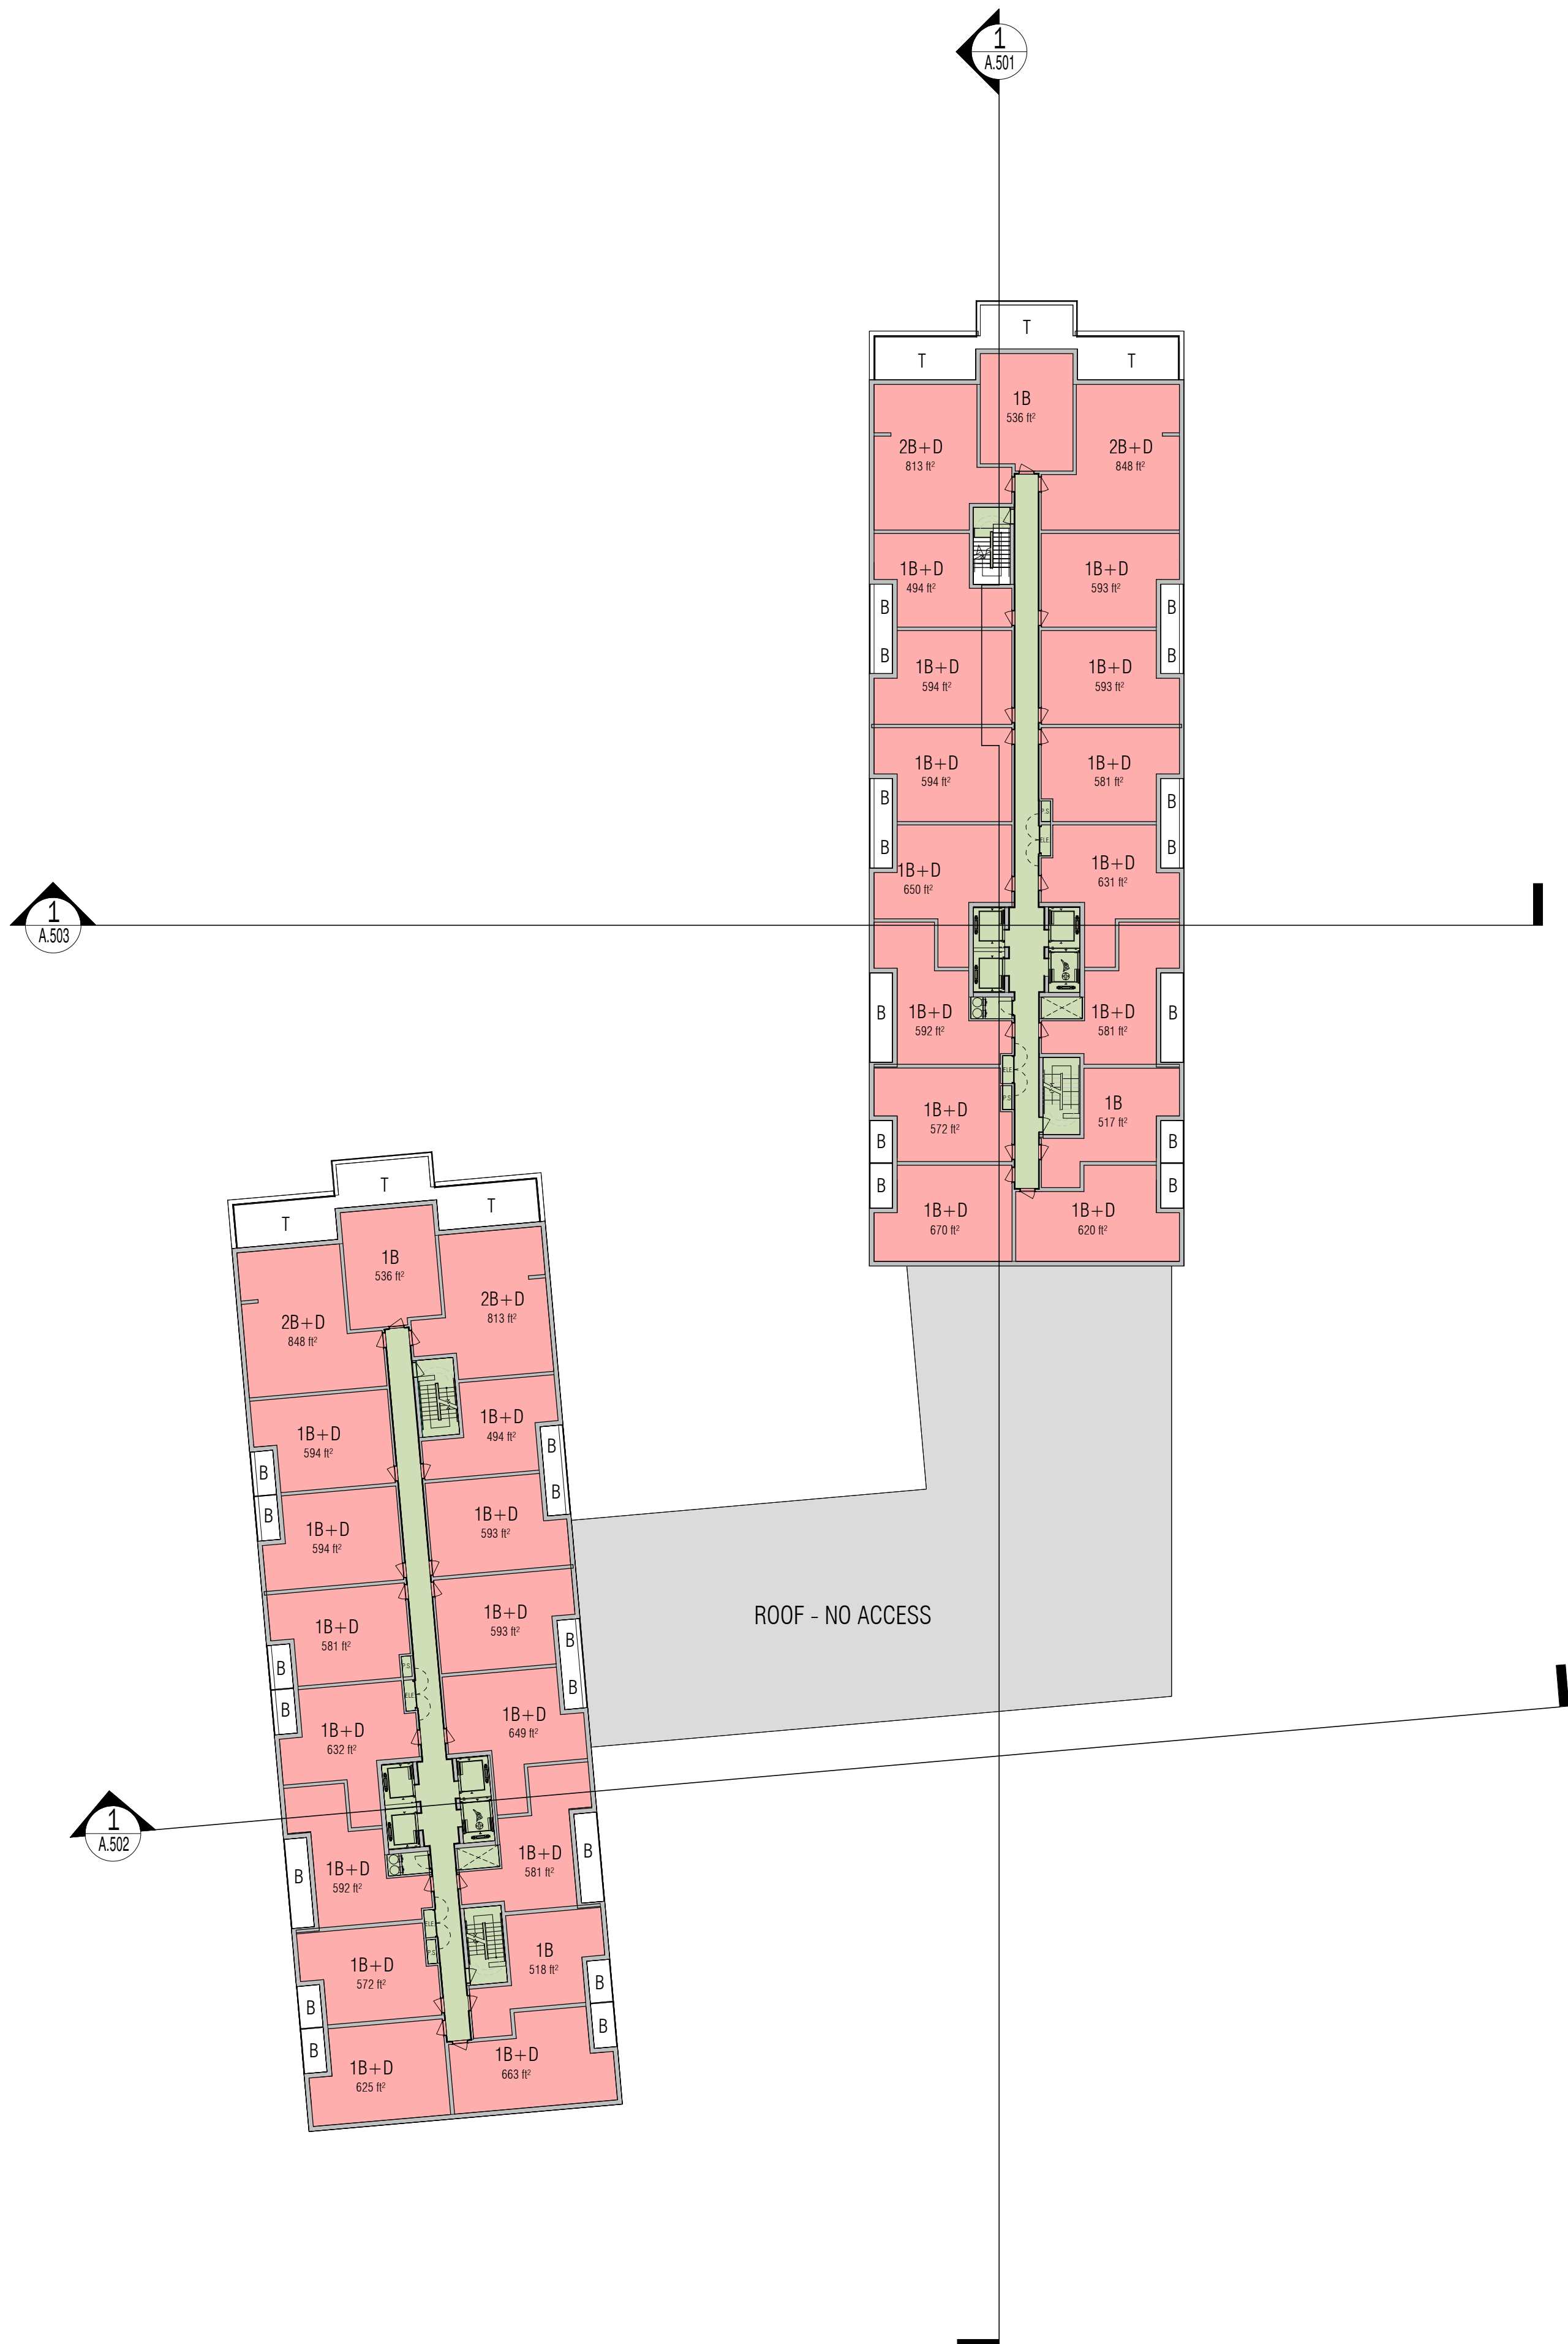 1
A.501
T
T
T
1B
536 ft²
2B+D
813 ft²
2B+D
848 ft²
1B+D
494 ft²
1B+D
593 ft²
B
B
B
B
1B+D
594 ft²
1B+D
593 ft²
1B+D
594 ft²
1B+D
581 ft²
B
B
B
B
P.S.
ELE.
1B+D
650 ft²
1B+D
631 ft²
1
A.503
1B+D
592 ft²
1B+D
581 ft²
B
B
ELE.
P.S.
1B+D
572 ft²
1B
517 ft²
B
B
B
B
1B+D
670 ft²
1B+D
620 ft²
T
T
T
1B
536 ft²
2B+D
848 ft²
2B+D
813 ft²
1B+D
594 ft²
1B+D
494 ft²
B
B
B
B
1B+D
594 ft²
1B+D
593 ft²
1B+D
581 ft²
1B+D
593 ft²
ROOF - NO ACCESS
B
B
B
B
P.S.
ELE.
1B+D
632 ft²
1B+D
649 ft²
1
A.502
1B+D
592 ft²
1B+D
581 ft²
B
B
ELE.
P.S.
1B+D
572 ft²
1B
518 ft²
B
B
B
B
1B+D
625 ft²
1B+D
663 ft²